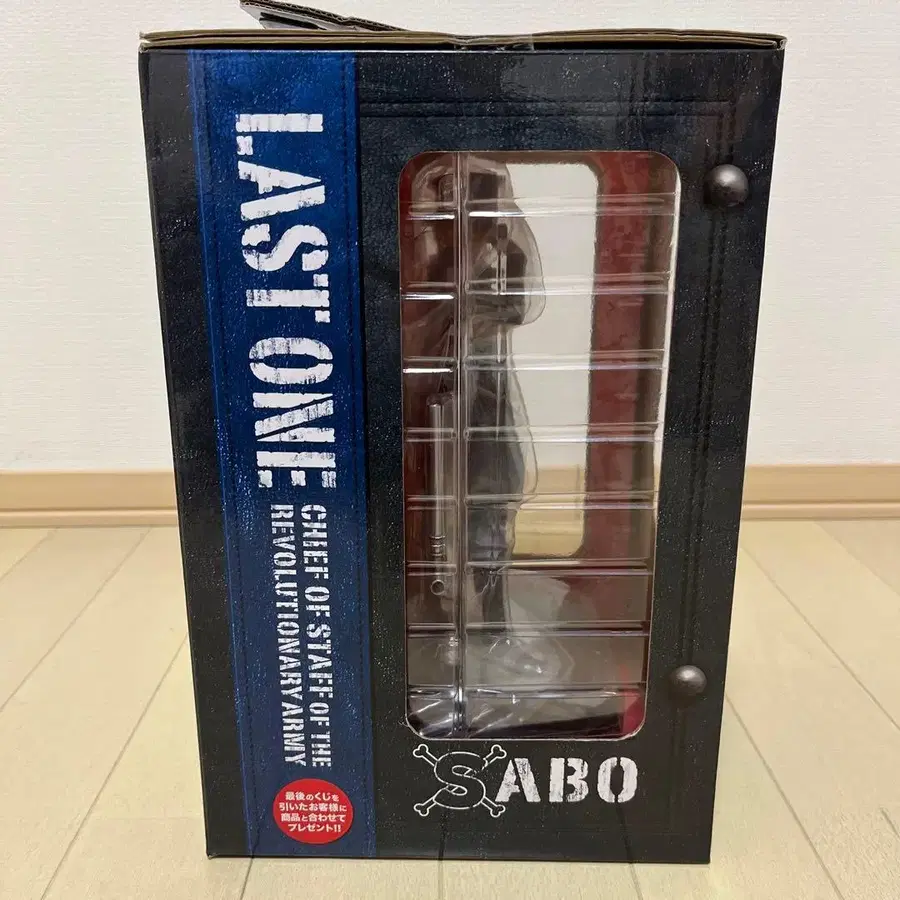 LAST ONE
CHIEF OF STAFF OF THE
REVOLUTIONARY ARMY
最後のくじを
引いたお客様に
商品と合わせて
プレゼント!!
SABO